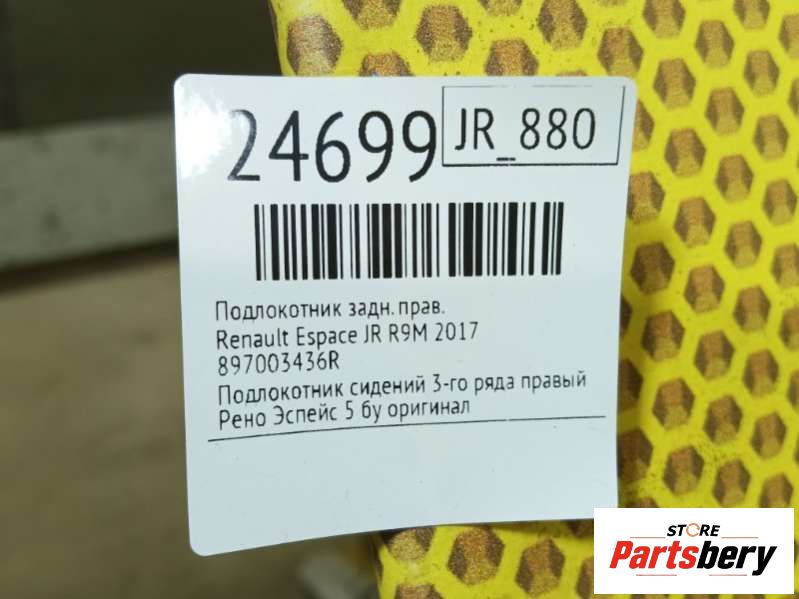 24699 JR_880
Подлокотник задн. прав.
Renault Espace JR R9M 2017
897003436R
Подлокотник сидений 3-го ряда правый
Рено Эспейс 5 бу оригинал
STORE
Partsbery